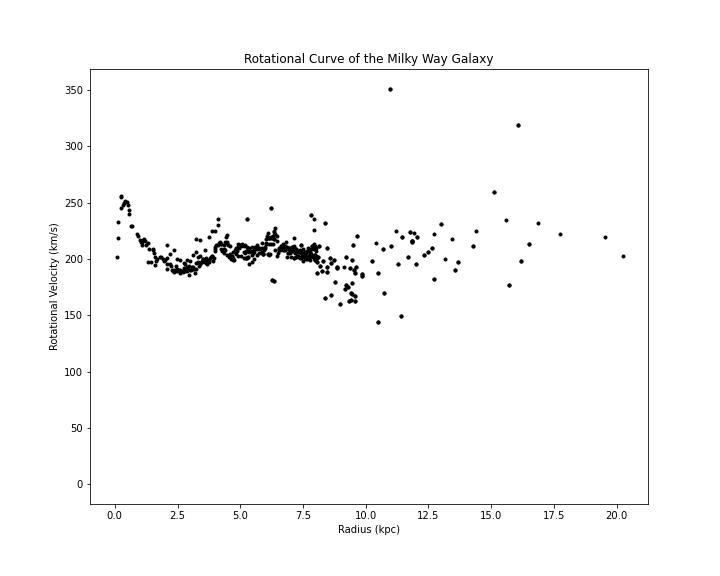 Rotational Curve of the Milky Way Galaxy
350
300
250
200
150
100
50
0
Rotational Velocity (km/s)
0.0 2.5 5.0 7.5 10.0 12.5 15.0 17.5 20.0
Radius (kpc)